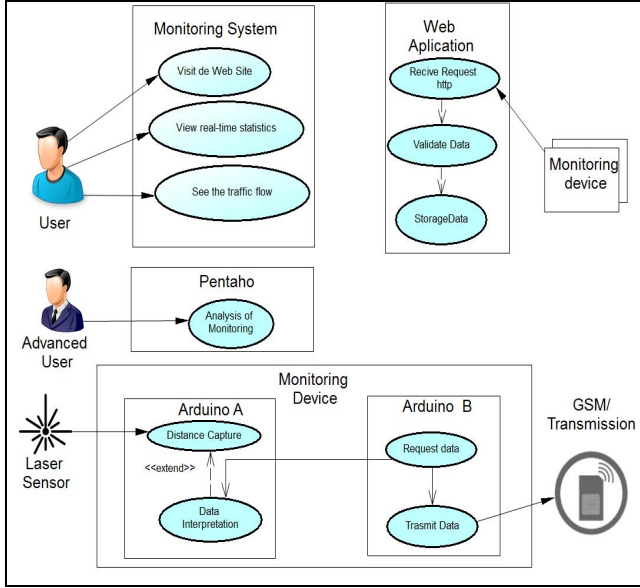 Monitoring System
Visit de Web Site
View real-time statistics
See the traffic flow
User
Web
Aplication
Recive Request
http
Validate Data
StorageData
Monitoring
device
Pentaho
Analysis of
Monitoring
Advanced
User
Monitoring
Device
Arduino A
Distance Capture
<<extend>>
Data
Interpretation
Laser
Sensor
Arduino B
Request data
Trasmit Data
GSM/
Transmission